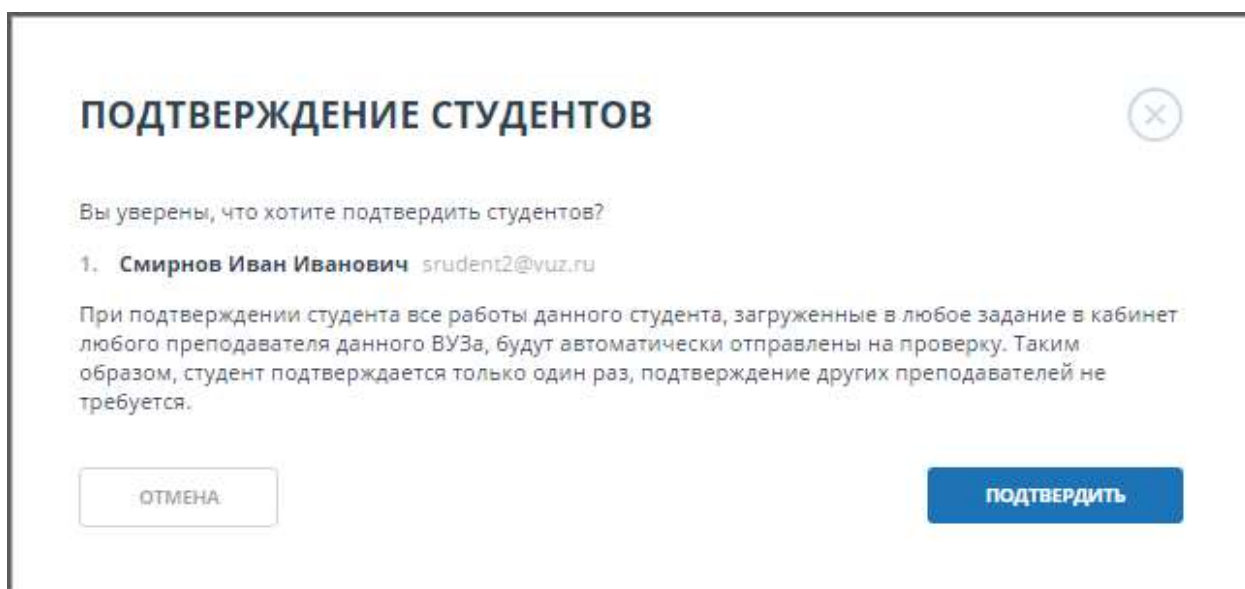 ПОДТВЕРЖДЕНИЕ СТУДЕНТОВ
Вы уверены, что хотите подтвердить студентов?
1. Смирнов Иван Иванович srudent2@vuz.ru
При подтверждении студента все работы данного студента, загруженные в любое задание в кабинет
любого преподавателя данного ВУЗа, будут автоматически отправлены на проверку. Таким
образом, студент подтверждается только один раз, подтверждение других преподавателей не
требуется.
ОТМЕНА
ПОДТВЕРДИТЬ